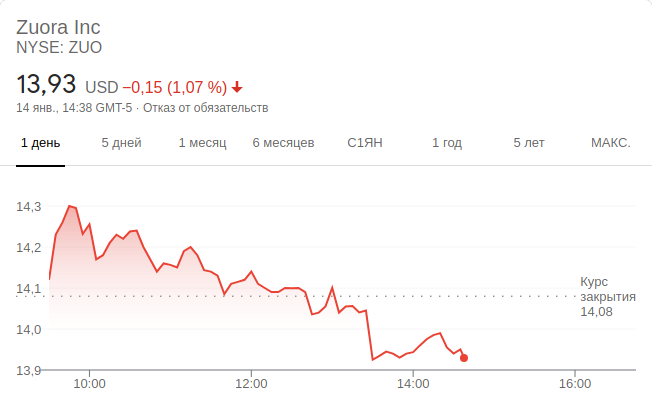 Zuora Inc
NYSE: ZUO
13,93 USD −0,15 (1,07 %)
14 янв., 14:38 GMT-5 · Отказ от обязательств
1 день 5 дней 1 месяц 6 месяцев С1ЯН 1 год 5 лет МАКС.
14,3
14,2
14,1
14,0
13,9
Курс
закрытия
14,08
10:00 12:00 14:00 16:00